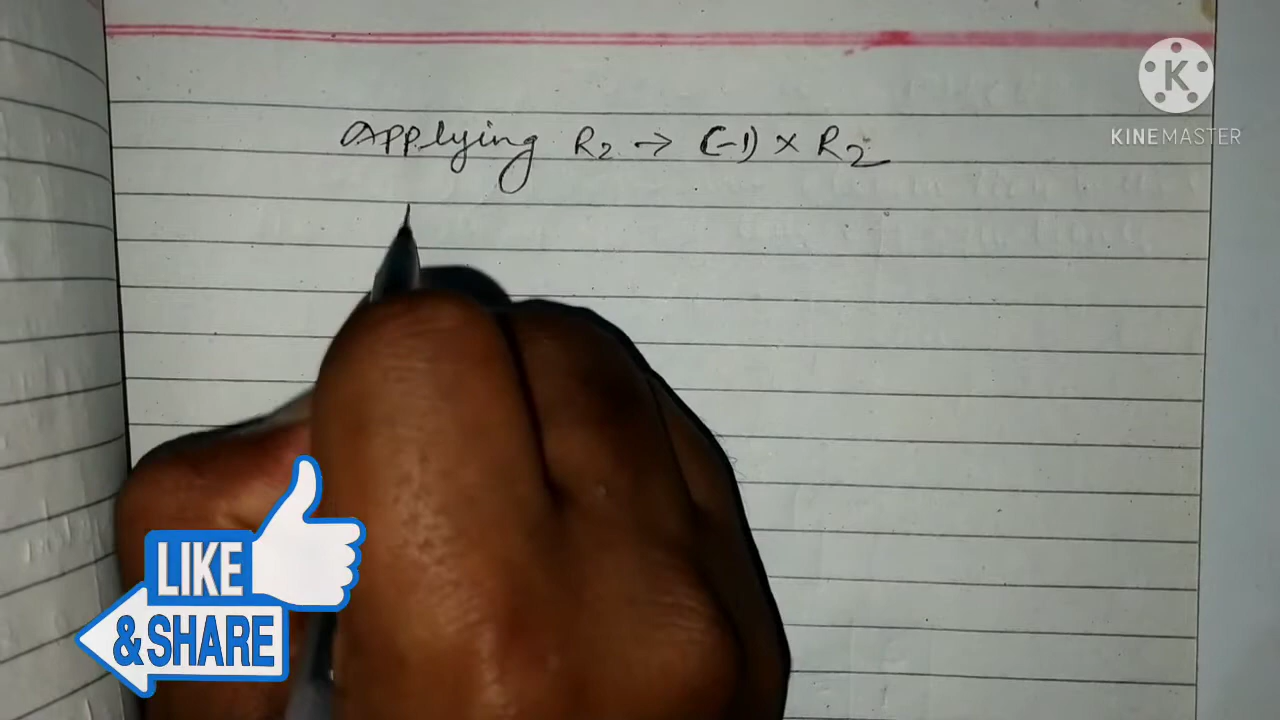 Applying R₂ → (-1) × R₂
K
KINEMASTER
LIKE
& SHARE